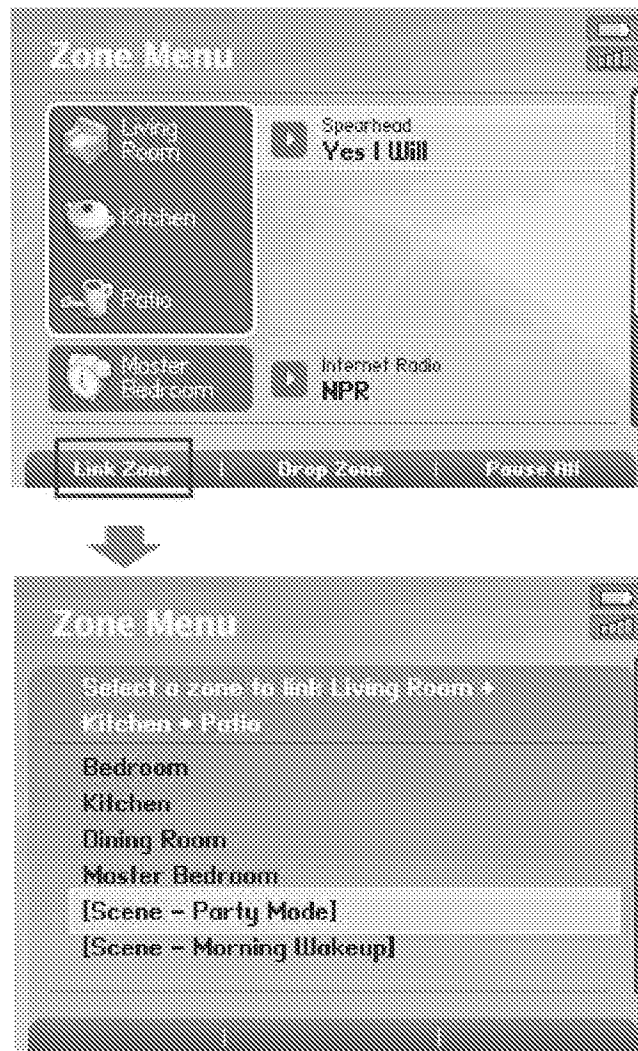 Zone Menu
Living
Room
Spearhead
Yes I Will
Kitchen
Patio
Master
Bedroom
Internet Radio
NPR
Link Zone
Drop Zone
Pause All
Zone Menu
Select a zone to link Living Room +
Kitchen + Patio
Bedroom
Kitchen
Dining Room
Master Bedroom
[Scene – Party Mode]
[Scene – Morning Wakeup]